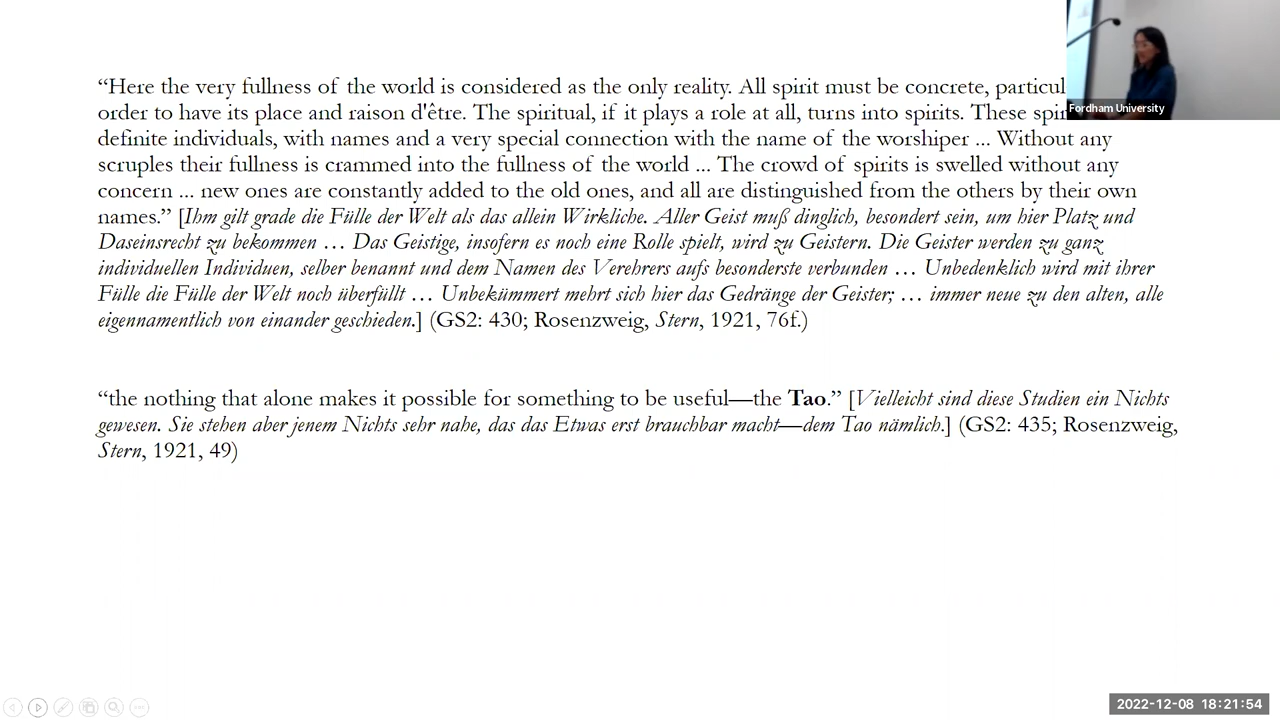 “Here the very fullness of the world is considered as the only reality. All spirit must be concrete, particul
order to have its place and raison d'être. The spiritual, if it plays a role at all, turns into spirits. These spir
definite individuals, with names and a very special connection with the name of the worshiper ... Without any
scruples their fullness is crammed into the fullness of the world ... The crowd of spirits is swelled without any
concern ... new ones are constantly added to the old ones, and all are distinguished from the others by their own
names.” [Ihm gilt grade die Fülle der Welt als das allein Wirkliche. Aller Geist muß dinglich, besondert sein, um hier Platz und
Daseinsrecht zu bekommen … Das Geistige, insofern es noch eine Rolle spielt, wird zu Geistern. Die Geister werden zu ganz
individuellen Individuen, selber benannt und dem Namen des Verehrers aufs besonderste verbunden … Unbedenklich wird mit ihrer
Fülle die Fülle der Welt noch überfüllt … Unbekümmert mehrt sich hier das Gedränge der Geister; … immer neue zu den alten, alle
eigennamentlich von einander geschieden.] (GS2: 430; Rosenzweig, Stern, 1921, 76f.)
“the nothing that alone makes it possible for something to be useful—the Tao.” [Vielleicht sind diese Studien ein Nichts
gewesen. Sie stehen aber jenem Nichts sehr nahe, das das Etwas erst brauchbar macht—dem Tao nämlich.] (GS2: 435; Rosenzweig,
Stern, 1921, 49)
Fordham University
2022-12-08 18:21:54